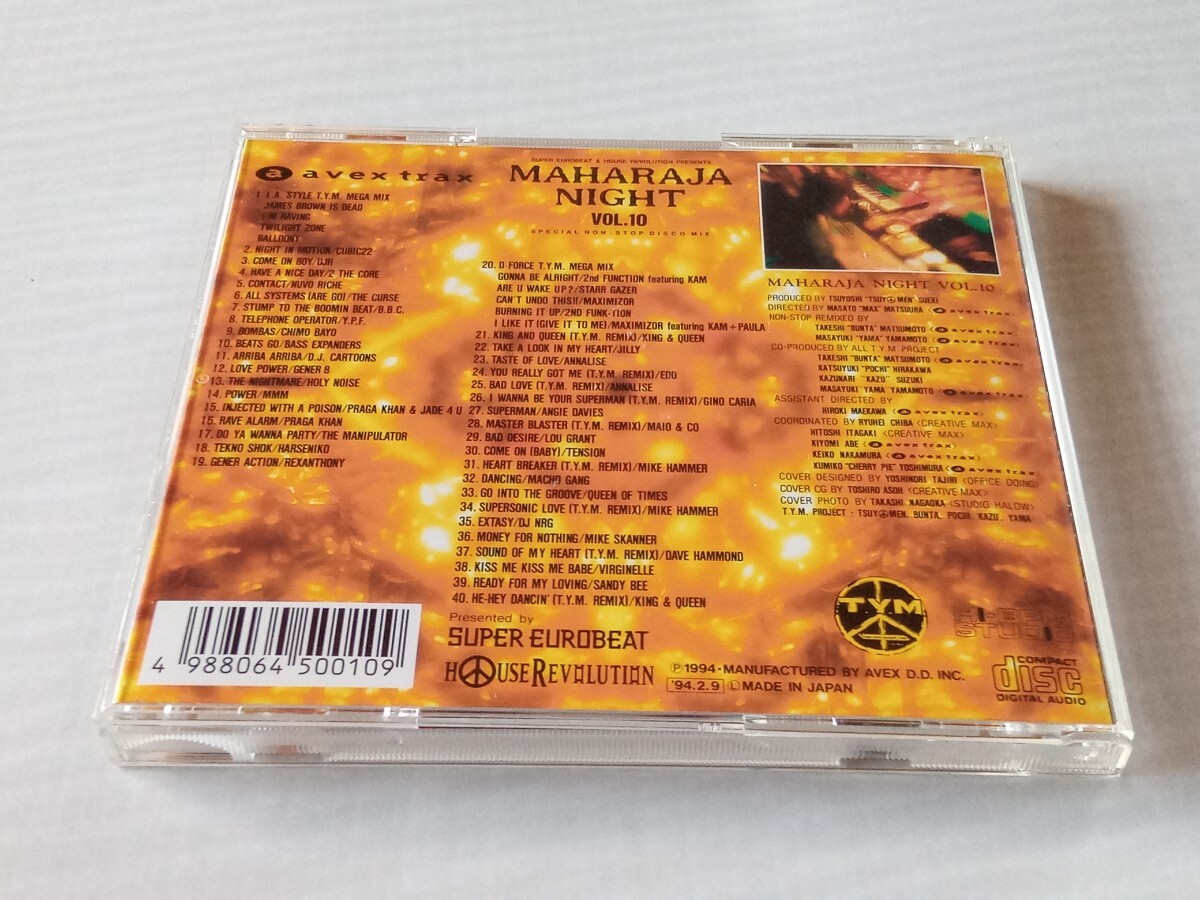 a avex trax
1. L.A. STYLE T.Y.M. MEGA MIX
JAMES BROWN IS DEAD
I'M RAVING
TWILIGHT ZONE
BALLOONY
2. NIGHT IN MOTION/CUBIC22
3. COME ON BOY/DJH
4. HAVE A NICE DAY/2 THE CORE
5. CONTACT/NUVO RICHE
6. ALL SYSTEMS (ARE GO)/THE CURSE
7. STUMP TO THE BOOMIN BEAT/B.B.C.
8. TELEPHONE OPERATOR/Y.P.F.
9. BOMBAS/CHIMO BAYO
10. BEATS GO/BASS EXPANDERS
11. ARRIBA ARRIBA/D.J. CARTOONS
12. LOVE POWER/GENER 8
13. THE NIGHTMARE/HOLY NOISE
14. POWER/MMM
15. INJECTED WITH A POISON/PRAGA KHAN & JADE 4 U
16. RAVE ALARM/PRAGA KHAN
17. DO YA WANNA PARTY/THE MANIPULATOR
18. TEKNO SHOK/HARSENIKO
19. GENER ACTION/REXANTHONY
SUPER EUROBEAT & HOUSE REVOLUTION PRESENTS
MAHARAJA
NIGHT
VOL.10
SPECIAL NON-STOP DISCO MIX
20. D-FORCE T.Y.M. MEGA MIX
GONNA BE ALRIGHT/2nd FUNCTION featuring KAM
ARE U WAKE UP?/STARR GAZER
CAN'T UNDO THIS!!/MAXIMIZOR
BURNING IT UP/2ND FUNK-TION
I LIKE IT (GIVE IT TO ME)/MAXIMIZOR featuring KAM+PAULA
21. KING AND QUEEN (T.Y.M. REMIX)/KING & QUEEN
22. TAKE A LOOK IN MY HEART/JILLY
23. TASTE OF LOVE/ANNALISE
24. YOU REALLY GOT ME (T.Y.M. REMIX)/EDO
25. BAD LOVE (T.Y.M. REMIX)/ANNALISE
26. I WANNA BE YOUR SUPERMAN (T.Y.M. REMIX)/GINO CARIA
27. SUPERMAN/ANGIE DAVIES
28. MASTER BLASTER (T.Y.M. REMIX)/MAIO & CO
29. BAD DESIRE/LOU GRANT
30. COME ON (BABY)/TENSION
31. HEART BREAKER (T.Y.M. REMIX)/MIKE HAMMER
32. DANCING/MACHO GANG
33. GO INTO THE GROOVE/QUEEN OF TIMES
34. SUPERSONIC LOVE (T.Y.M. REMIX)/MIKE HAMMER
35. EXTASY/DJ NRG
36. MONEY FOR NOTHING/MIKE SKANNER
37. SOUND OF MY HEART (T.Y.M. REMIX)/DAVE HAMMOND
38. KISS ME KISS ME BABE/VIRGINELLE
39. READY FOR MY LOVING/SANDY BEE
40. HE-HEY DANCIN' (T.Y.M. REMIX)/KING & QUEEN
MAHARAJA NIGHT VOL.10
PRODUCED BY TSUYOSHI "TSUY MEN" SUEKI
DIRECTED BY MASATO "MAX" MATSUURA <a avex trax>
NON-STOP REMIXED BY
TAKESHI "BUNTA" MATSUMOTO <a avex trax>
MASAYUKI "YAMA" YAMAMOTO <a avex trax>
CO-PRODUCED BY ALL T.Y.M. PROJECT
TAKESHI "BUNTA" MATSUMOTO <a avex trax>
KATSUYUKI "POCHI" HIRAKAWA
KAZUNARI "KAZU" SUZUKI
MASAYUKI "YAMA" YAMAMOTO <a avex trax>
ASSISTANT DIRECTED BY
HIROKI MAEKAWA <a avex trax>
COORDINATED BY RYUHEI CHIBA <CREATIVE MAX>
HITOSHI ITAGAKI <CREATIVE MAX>
KIYOMI ABE <a avex trax>
KEIKO NAKAMURA <a avex trax>
KUMIKO "CHERRY PIE" YOSHIMURA <a avex trax>
COVER DESIGNED BY YOSHINORI TAJIRI <OFFICE DOING>
COVER CG BY TOSHIRO ASOH <CREATIVE MAX>
COVER PHOTO BY TAKASHI NAGAOKA <STUDIO HALOW>
T.Y.M. PROJECT : TSUY MEN. BUNTA. POCHI. KAZU. YAMA
TYM
4 988064 500109
Presented by
SUPER EUROBEAT
HOUSE REVOLUTION
Ⓟ1994・MANUFACTURED BY AVEX D.D. INC.
'94.2.9 Ⓛ MADE IN JAPAN
COMPACT
disc
DIGITAL AUDIO